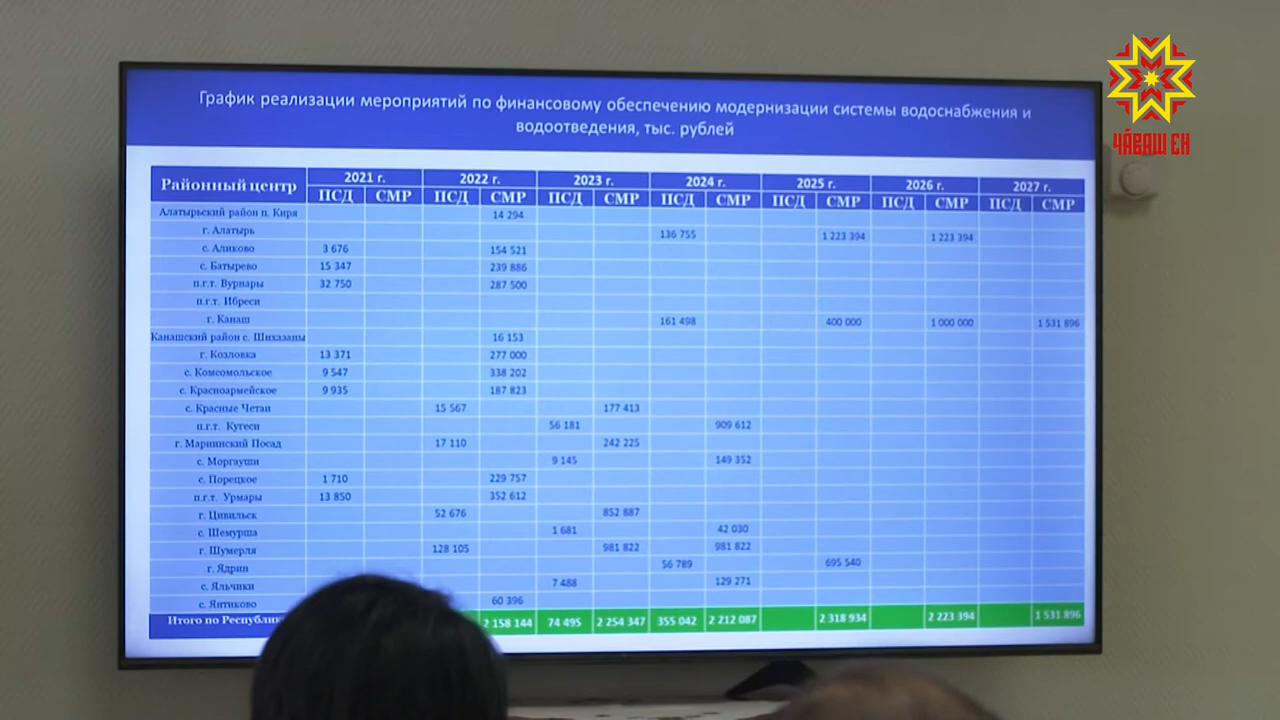 График реализации мероприятий по финансовому обеспечению модернизации системы водоснабжения и
водоотведения, тыс. рублей
ЧӐВАШ ЕН
Районный центр 2021 г. 2022 г. 2023 г. 2024 г. 2025 г. 2026 г. 2027 г.
ПСД СМР ПСД СМР ПСД СМР ПСД СМР ПСД СМР ПСД СМР ПСД СМР
Алатырьский район п. Киря 14 294
г. Алатырь 136 755 1 223 394 1 223 394
с. Аликово 3 676 154 521
с. Батырево 15 347 239 886
п.г.т. Вурнары 32 750 287 500
п.г.т. Ибреси
г. Канаш 161 498 400 000 1 000 000 1 531 896
Канашский район с. Шихазаны 16 153
г. Козловка 13 371 277 000
с. Комсомольское 9 547 338 202
с. Красноармейское 9 935 187 823
с. Красные Четаи 15 567 177 413
п.г.т. Кугеси 56 181 909 612
г. Мариинский Посад 17 110 242 225
с. Моргауши 9 145 149 352
с. Порецкое 1 710 229 757
п.г.т. Урмары 13 850 352 612
г. Цивильск 52 676 852 887
с. Шемурша 1 681 42 030
г. Шумерля 128 105 981 822 981 822
г. Ядрин 56 789 695 540
с. Яльчики 7 488 129 271
с. Янтиково 60 396
Итого по 2 158 144 74 495 2 254 347 355 042 2 212 087 2 318 934 2 223 394 1 531 896